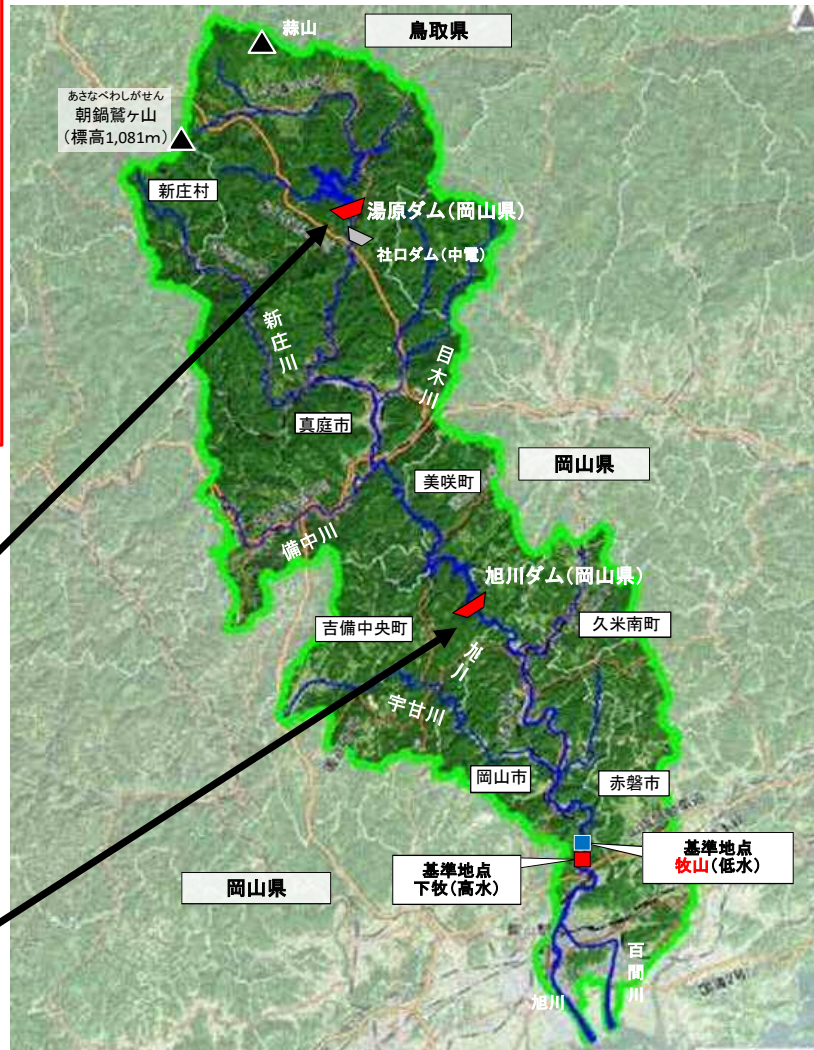 蒜山
鳥取県
あさなべわしがせん
朝鍋鷲ヶ山
(標高1,081m)
新庄村
湯原ダム(岡山県)
社口ダム(中電)
新庄川
目木川
真庭市
岡山県
美咲町
備中川
旭川ダム(岡山県)
吉備中央町
久米南町
旭川
宇甘川
岡山市
赤磐市
基準地点
牧山(低水)
基準地点
下牧(高水)
岡山県
百間川
旭川